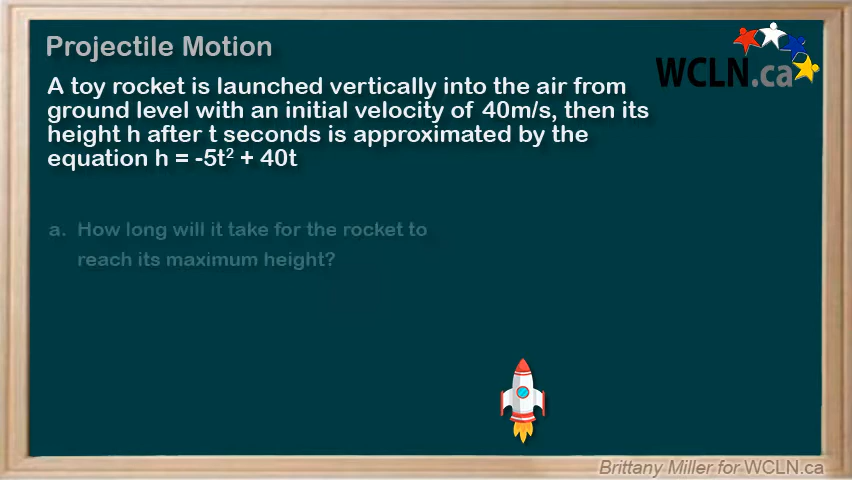 Projectile Motion
WCLN.ca
A toy rocket is launched vertically into the air from
ground level with an initial velocity of 40m/s, then its
height h after t seconds is approximated by the
equation h = -5t² + 40t
a. How long will it take for the rocket to
reach its maximum height?
Brittany Miller for WCLN.ca